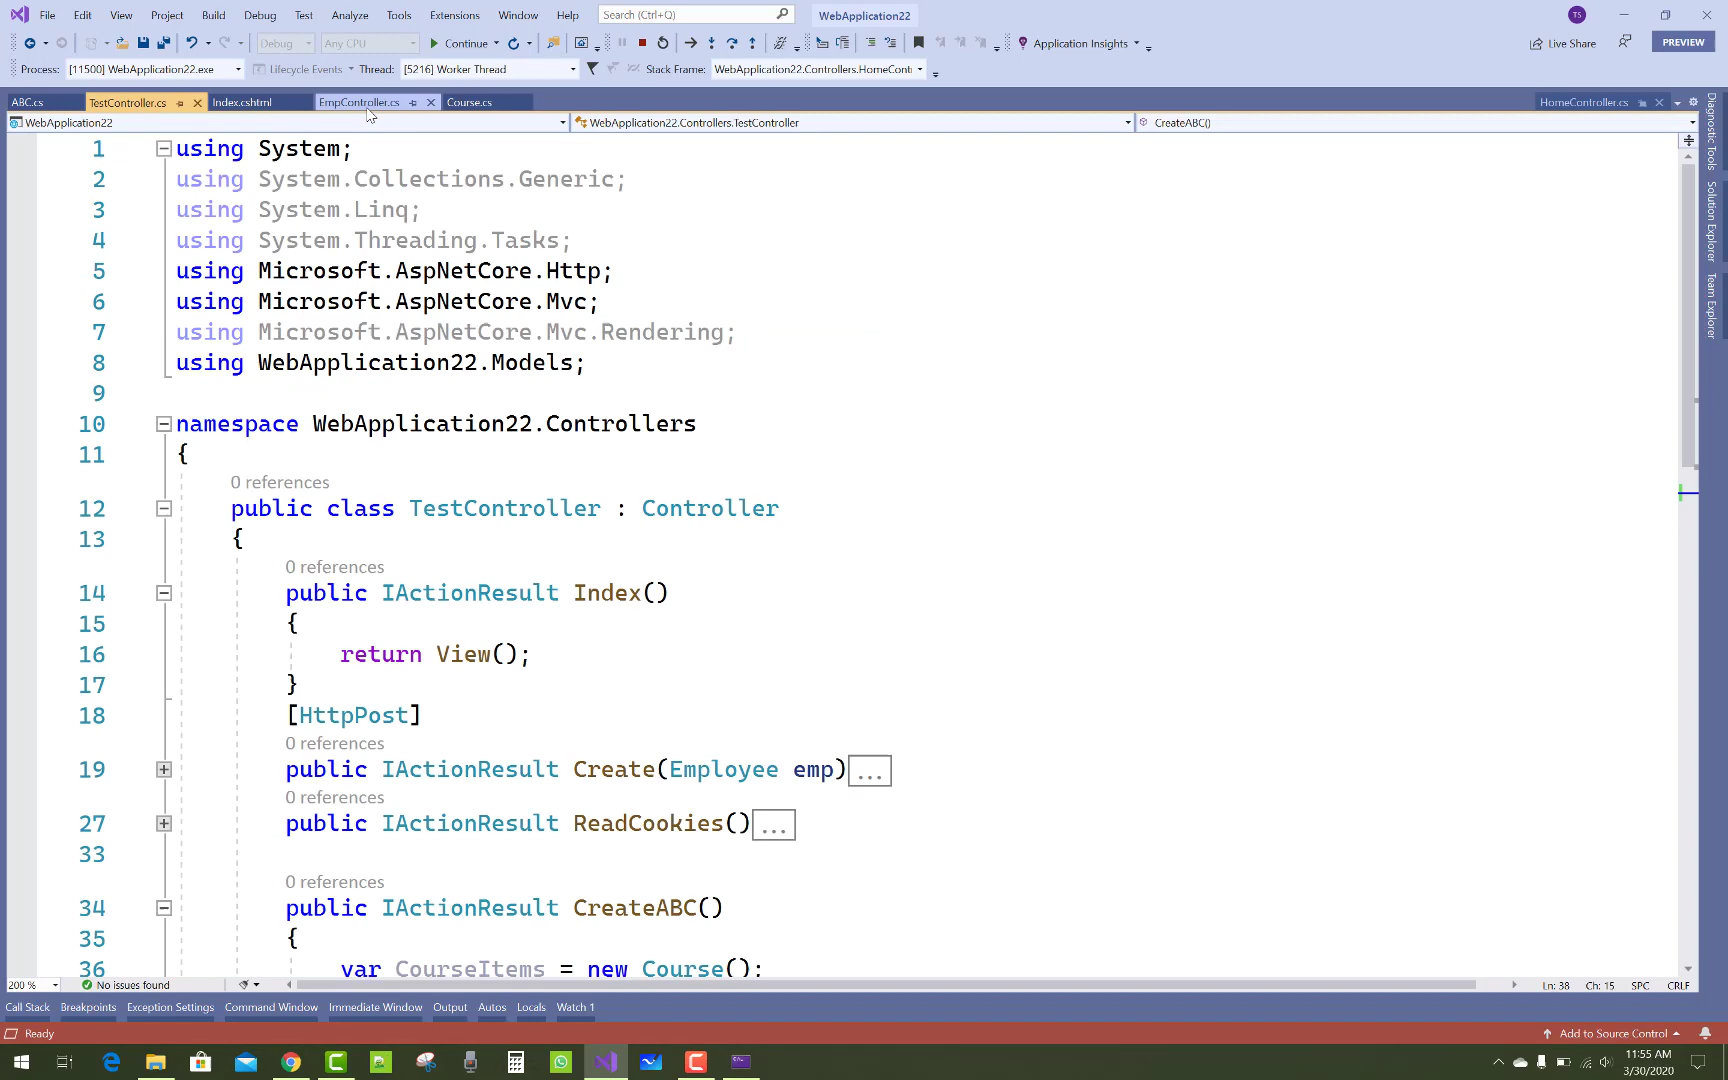 File Edit View Project Build Debug Test Analyze Tools Extensions Window Help Search (Ctrl+Q) WebApplication22 TS
Debug Any CPU Continue Application Insights Live Share PREVIEW
Process: [11500] WebApplication22.exe Lifecycle Events Thread: [5216] Worker Thread Stack Frame: WebApplication22.Controllers.HomeContr
ABC.cs TestController.cs Index.cshtml EmpController.cs Course.cs HomeController.cs
WebApplication22 WebApplication22.Controllers.TestController CreateABC()
1 using System;
2 using System.Collections.Generic;
3 using System.Linq;
4 using System.Threading.Tasks;
5 using Microsoft.AspNetCore.Http;
6 using Microsoft.AspNetCore.Mvc;
7 using Microsoft.AspNetCore.Mvc.Rendering;
8 using WebApplication22.Models;
9
10 namespace WebApplication22.Controllers
11 {
0 references
12 public class TestController : Controller
13 {
0 references
14 public IActionResult Index()
15 {
16 return View();
17 }
18 [HttpPost]
0 references
19 public IActionResult Create(Employee emp)...
0 references
27 public IActionResult ReadCookies()...
33
0 references
34 public IActionResult CreateABC()
35 {
36 var CourseItems = new Course();
Diagnostic Tools
Solution Explorer
Team Explorer
200 % No issues found Ln: 38 Ch: 15 SPC CRLF
Call Stack Breakpoints Exception Settings Command Window Immediate Window Output Autos Locals Watch 1
Ready Add to Source Control
11:55 AM
3/30/2020